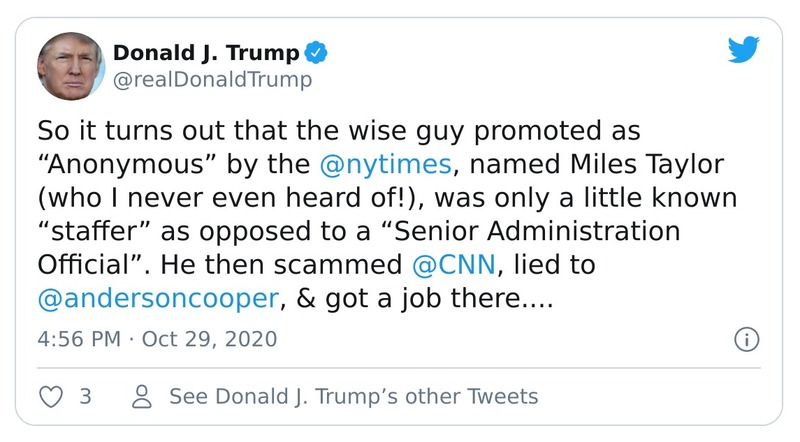 Donald J. Trump
@realDonaldTrump
So it turns out that the wise guy promoted as
“Anonymous” by the @nytimes, named Miles Taylor
(who I never even heard of!), was only a little known
“staffer” as opposed to a “Senior Administration
Official”. He then scammed @CNN, lied to
@andersoncooper, & got a job there....
4:56 PM · Oct 29, 2020
3 See Donald J. Trump’s other Tweets